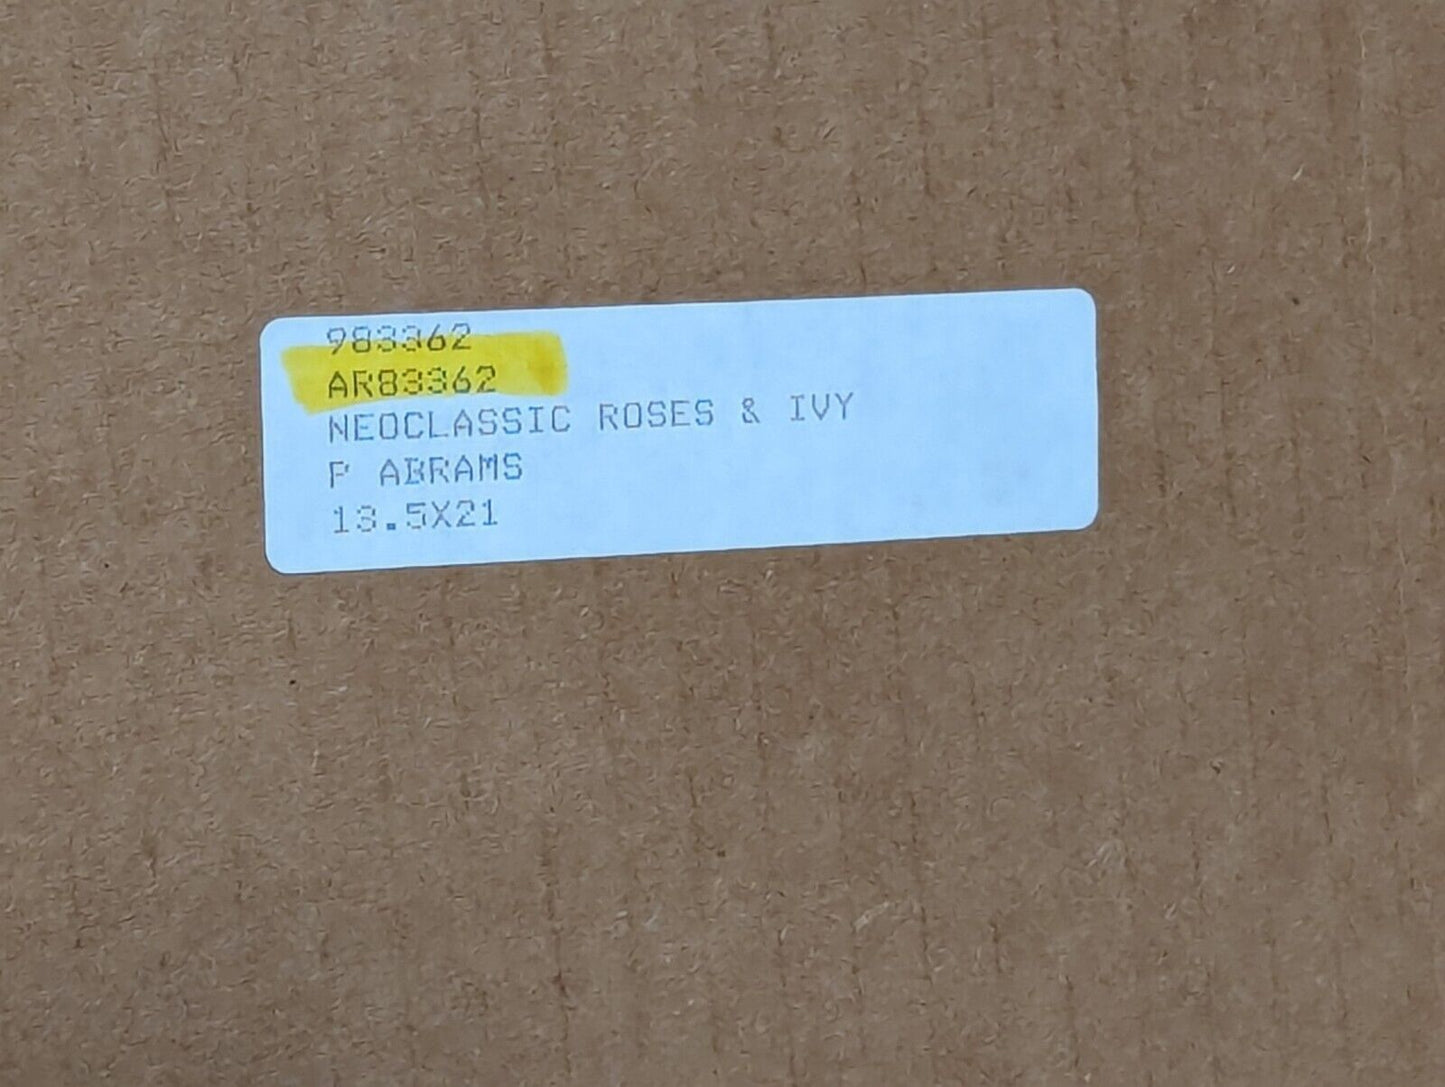 983362
AR83362
NEOCLASSIC ROSES & IVY
P ABRAMS
13.5X21